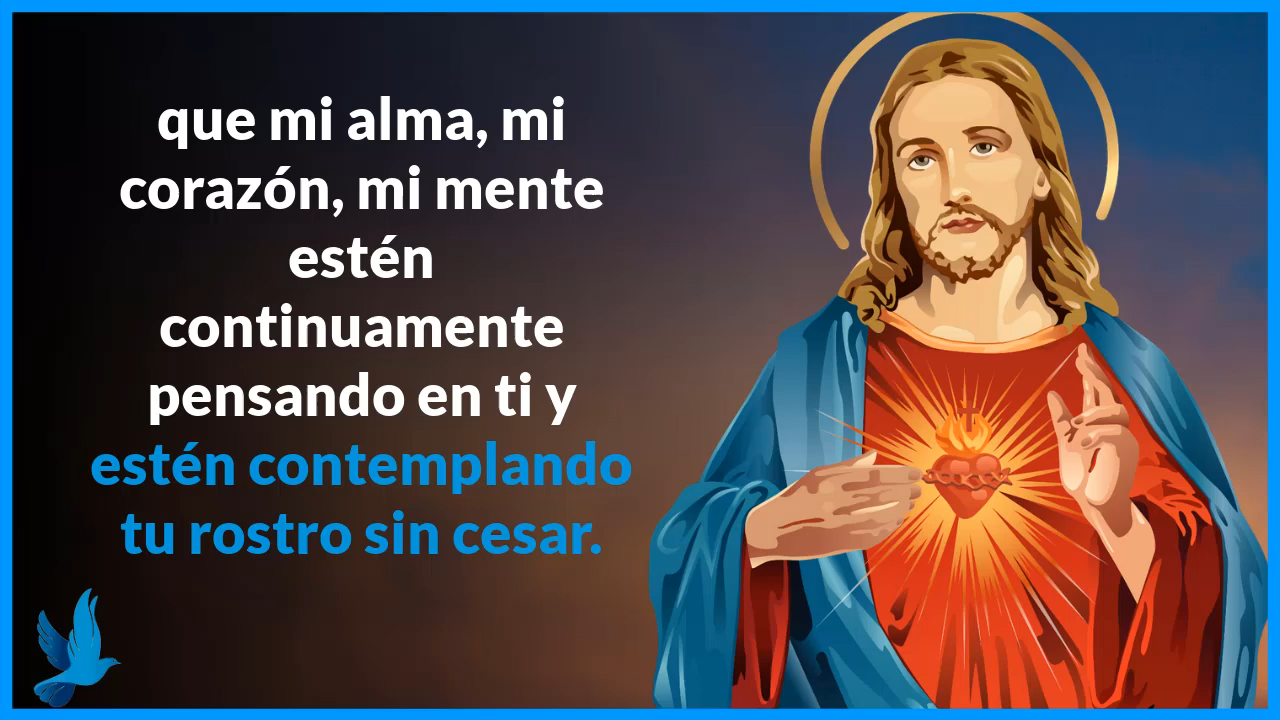 que mi alma, mi
corazón, mi mente
estén
continuamente
pensando en ti y
estén contemplando
tu rostro sin cesar.